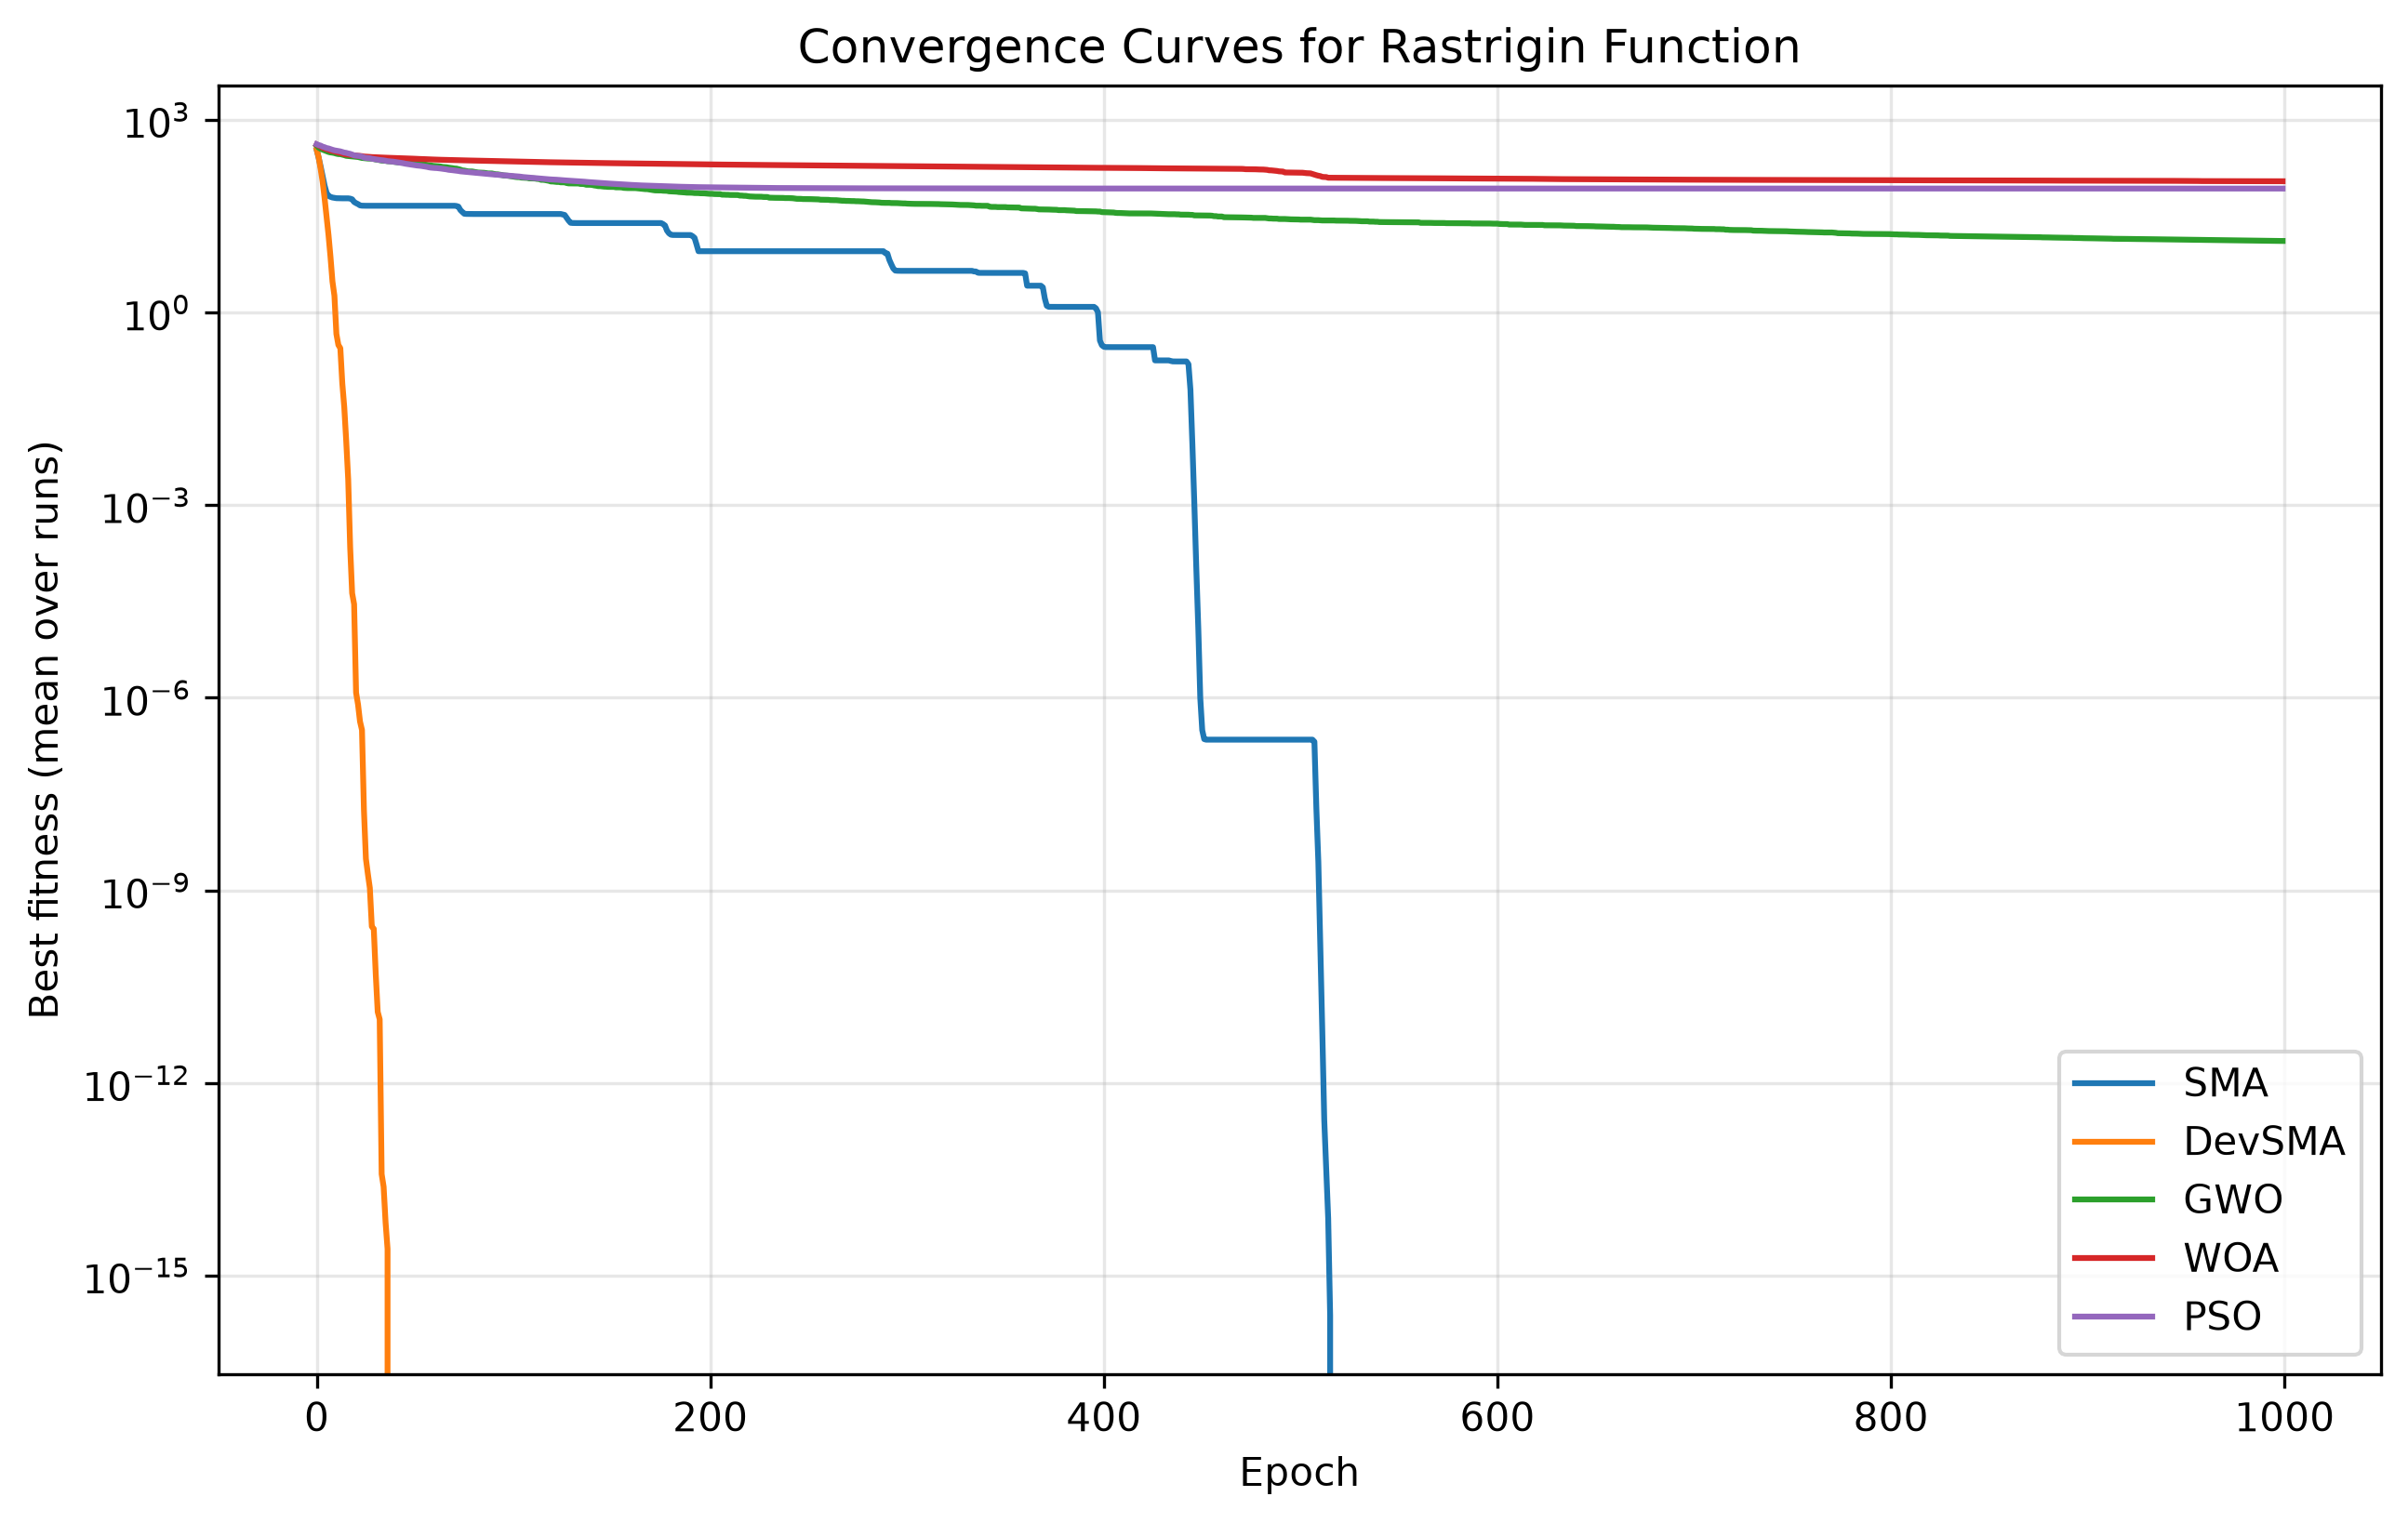 Convergence Curves for Rastrigin Function
10³
10⁰
10⁻³
10⁻⁶
10⁻⁹
10⁻¹²
10⁻¹⁵
Best fitness (mean over runs)
SMA
DevSMA
GWO
WOA
PSO
0 200 400 600 800 1000
Epoch